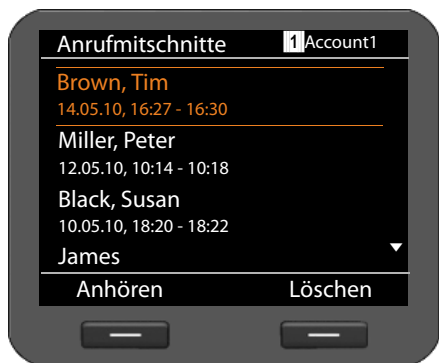 Anrufmitschnitte 1 Account1
Brown, Tim
14.05.10, 16:27 - 16:30
Miller, Peter
12.05.10, 10:14 - 10:18
Black, Susan
10.05.10, 18:20 - 18:22
James
Anhören Löschen